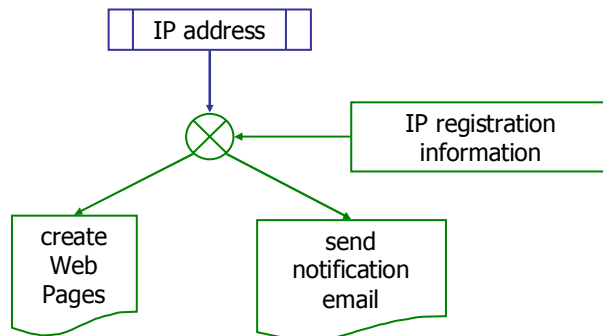 IP address
IP registration
information
create
Web
Pages
send
notification
email